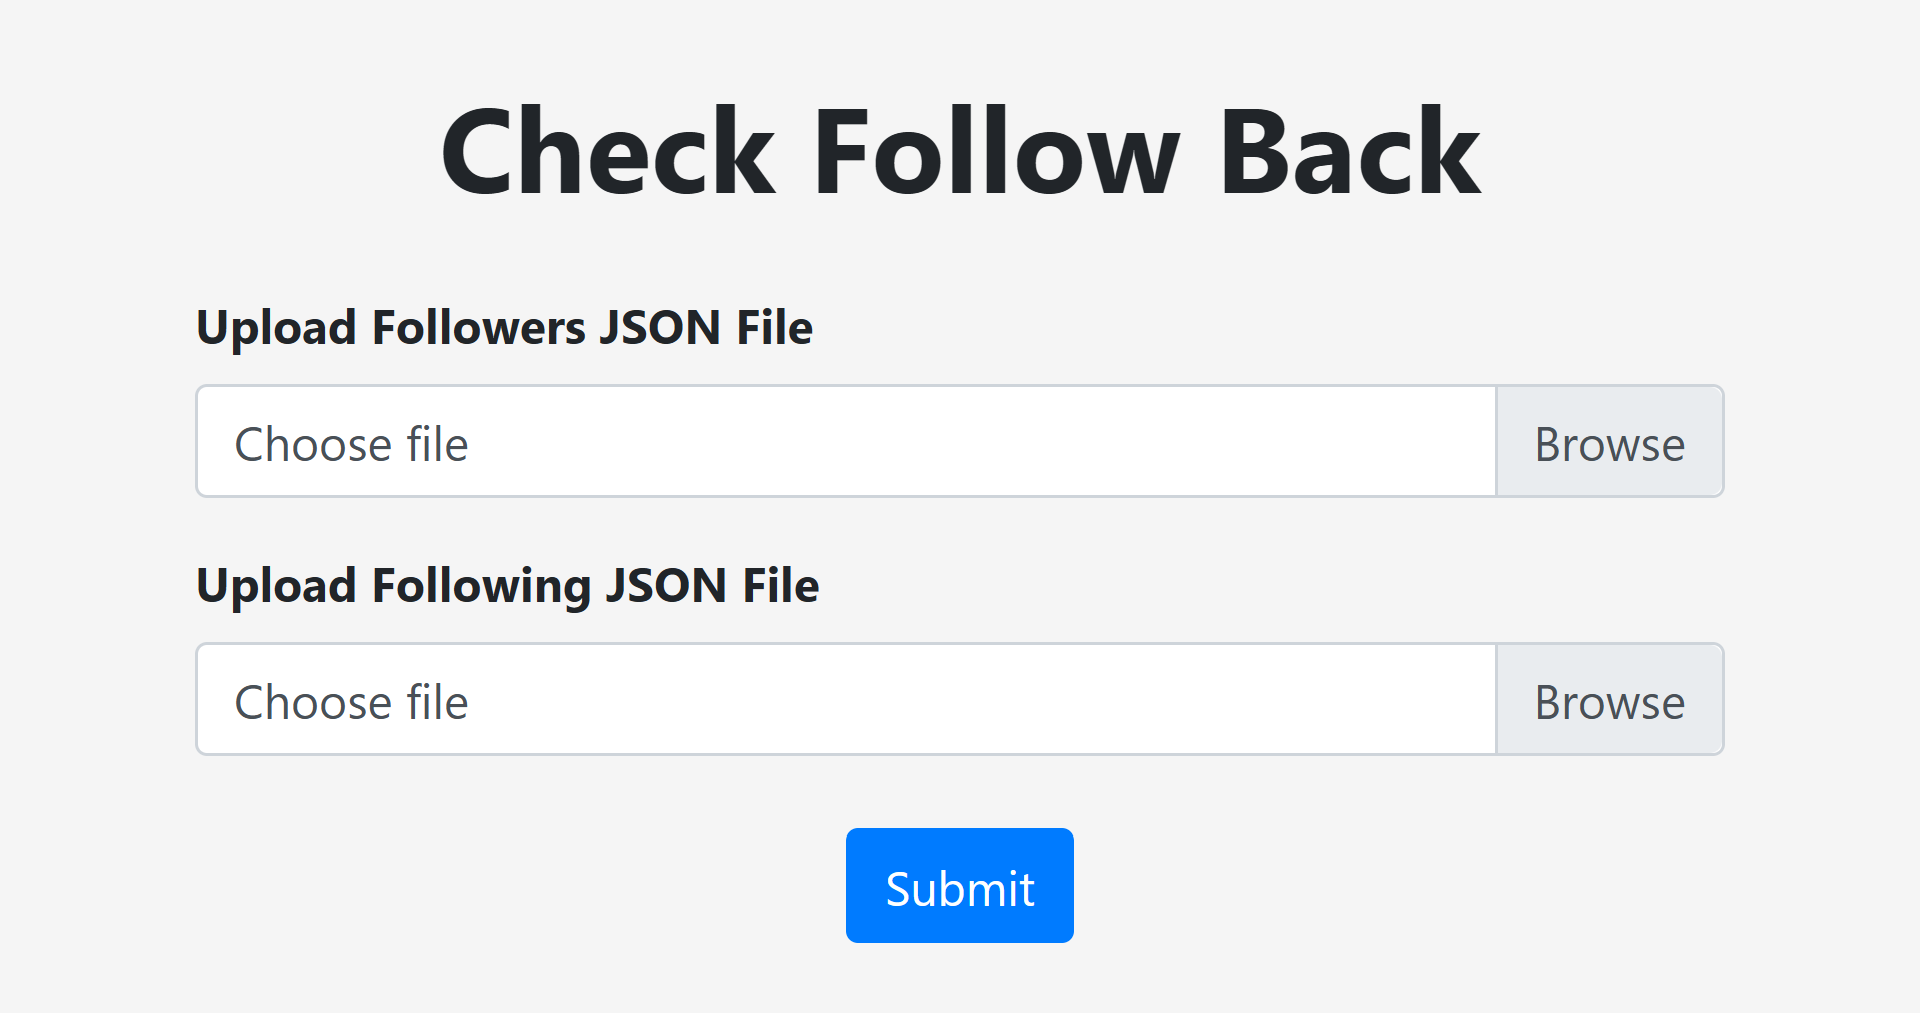 Check Follow Back
Upload Followers JSON File
Choose file
Browse
Upload Following JSON File
Choose file
Browse
Submit